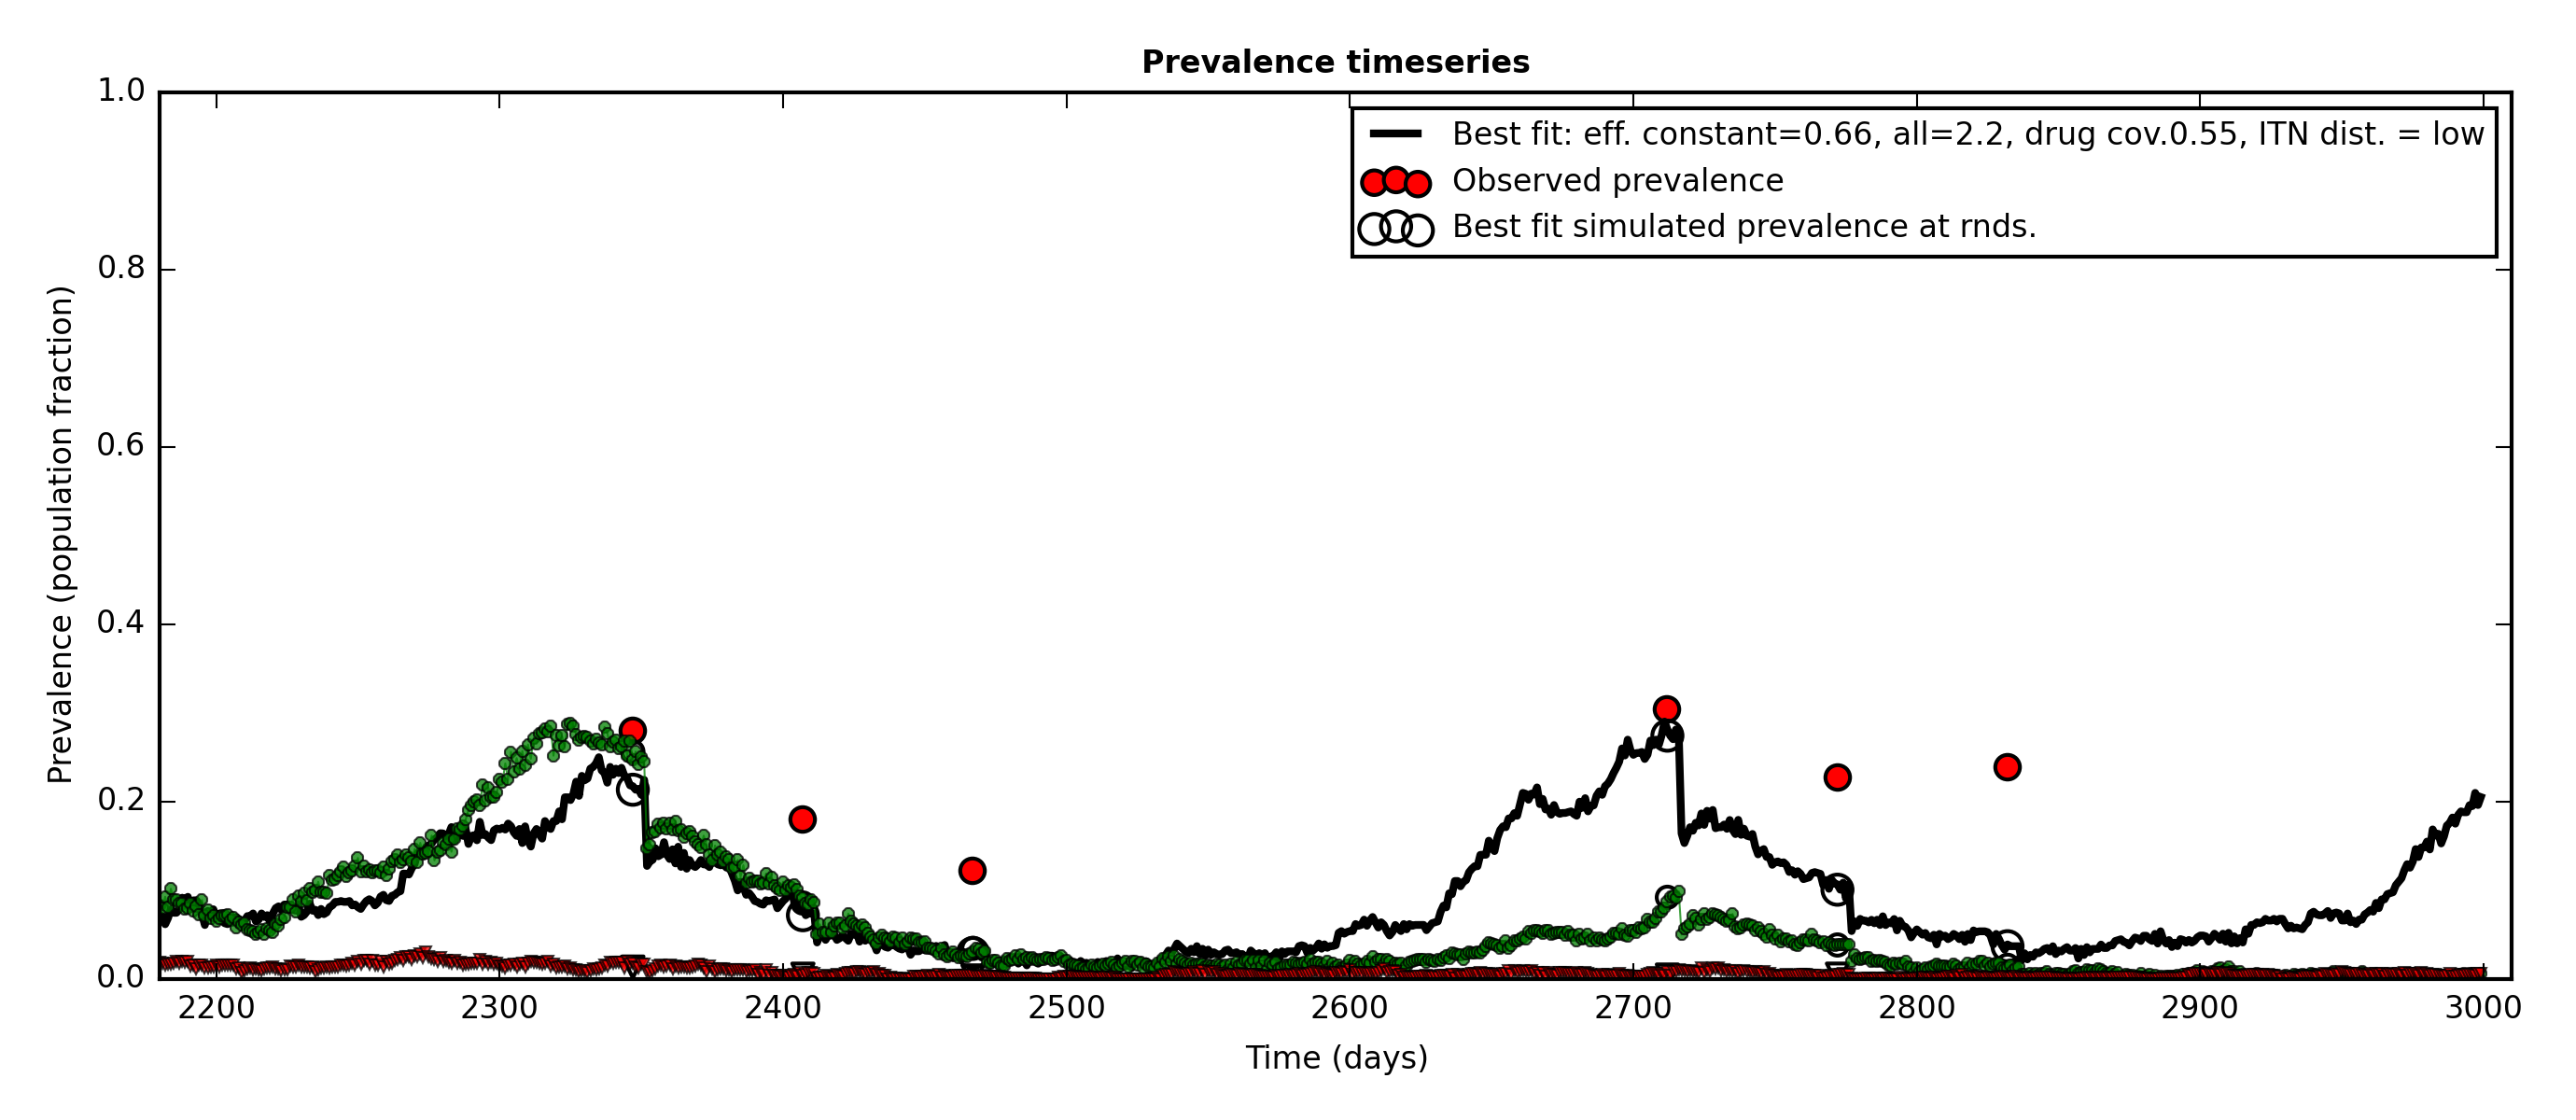 Prevalence timeseries
1.0
0.8
0.6
0.4
0.2
0.0
Prevalence (population fraction)
Best fit: eff. constant=0.66, all=2.2, drug cov.0.55, ITN dist. = low
Observed prevalence
Best fit simulated prevalence at rnds.
2200 2300 2400 2500 2600 2700 2800 2900 3000
Time (days)